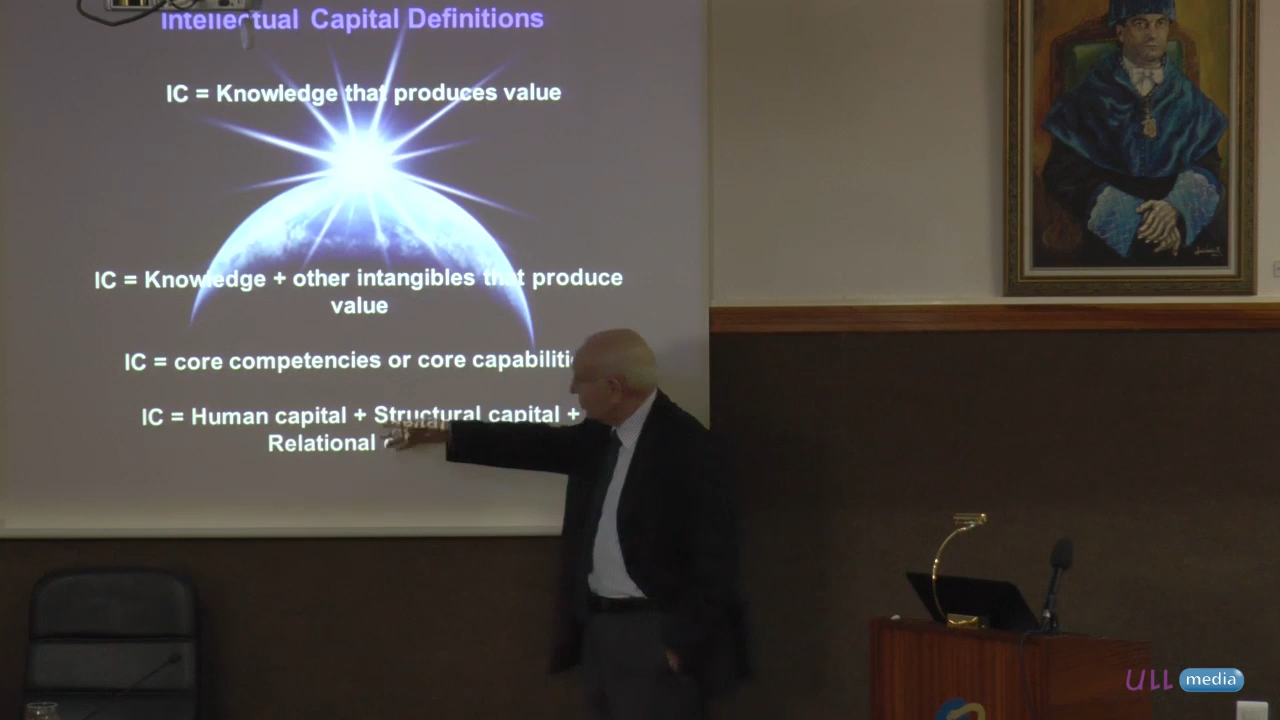 Intellectual Capital Definitions
IC = Knowledge that produces value
IC = Knowledge + other intangibles that produce
value
IC = core competencies or core
IC = Human capital + Structural capital +
Relational
ULL media